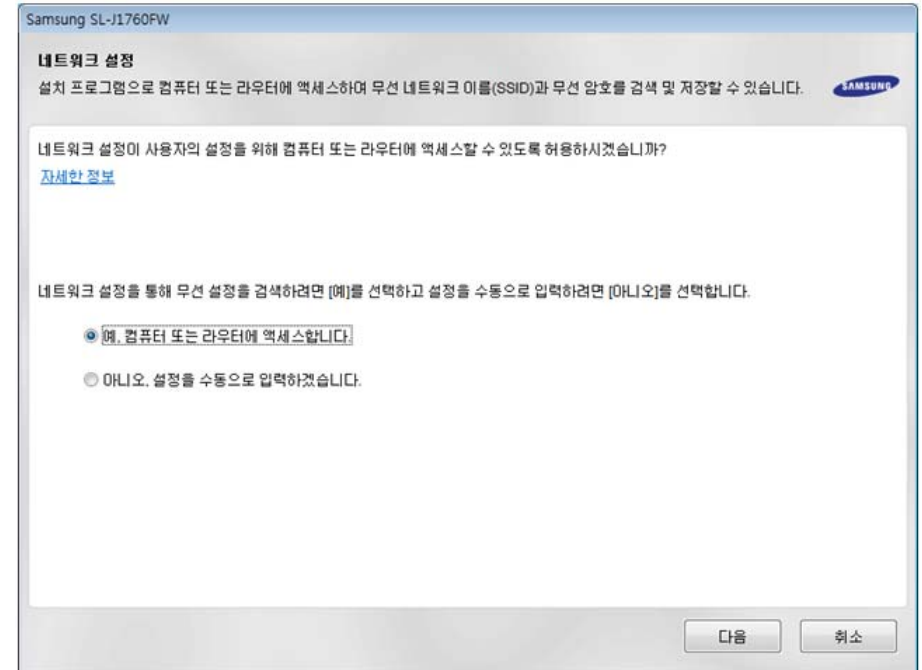 Samsung SL-J1760FW
네트워크 설정
설치 프로그램으로 컴퓨터 또는 라우터에 액세스하여 무선 네트워크 이름(SSID)과 무선 암호를 검색 및 저장할 수 있습니다.
SAMSUNG
네트워크 설정이 사용자의 설정을 위해 컴퓨터 또는 라우터에 액세스할 수 있도록 허용하시겠습니까?
자세한 정보
네트워크 설정을 통해 무선 설정을 검색하려면 [예]를 선택하고 설정을 수동으로 입력하려면 [아니오]를 선택합니다.
예, 컴퓨터 또는 라우터에 액세스합니다.
아니오, 설정을 수동으로 입력하겠습니다.
다음 취소